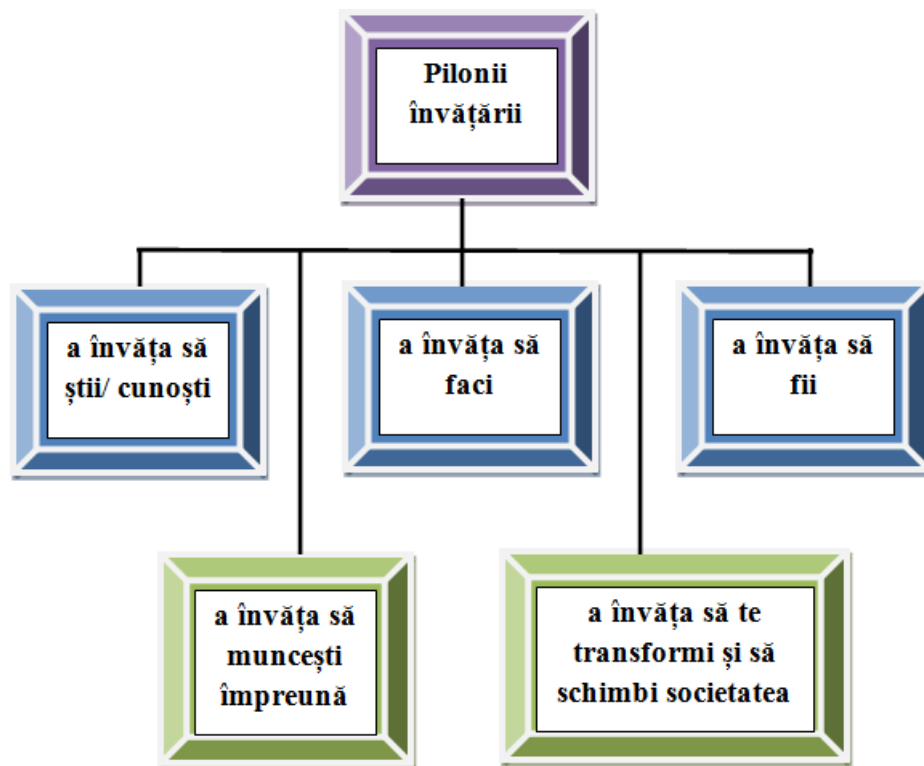 Pilonii
învățării
a învăța să
știi/ cunoști
a învăța să
faci
a învăța să
fii
a învăța să
muncești
împreună
a învăța să te
transformi și să
schimbi societatea